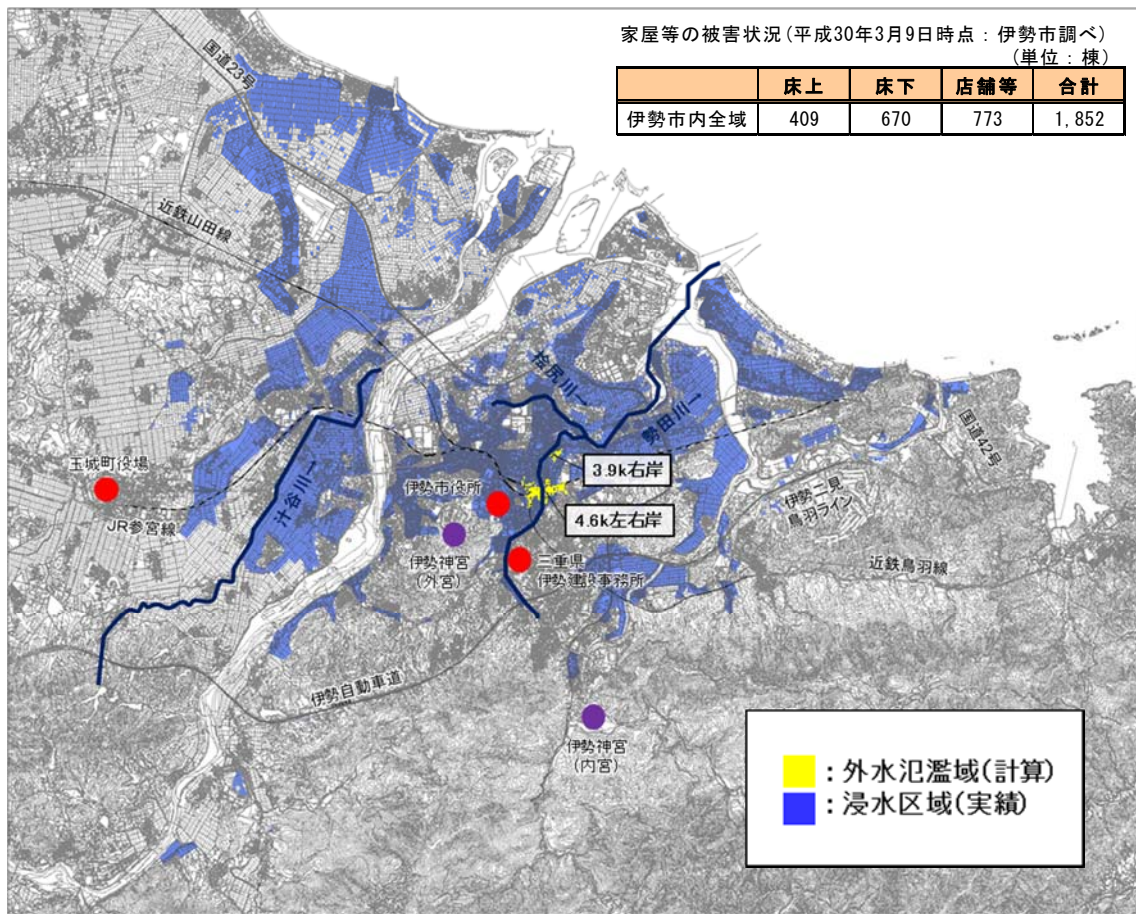 家屋等の被害状況(平成30年3月9日時点：伊勢市調べ)
(単位：棟)
床上 床下 店舗等 合計
伊勢市内全域 409 670 773 1,852
国道23号
近鉄山田線
桧尻川→
勢田川→
国道42号
3.9k右岸
玉城町役場
伊勢市役所
伊勢二見
鳥羽ライン
汁谷川→
JR参宮線
4.6k左右岸
伊勢神宮
(外宮)
三重県
伊勢建設事務所
近鉄鳥羽線
伊勢自動車道
伊勢神宮
(内宮)
：外水氾濫域(計算)
：浸水区域(実績)